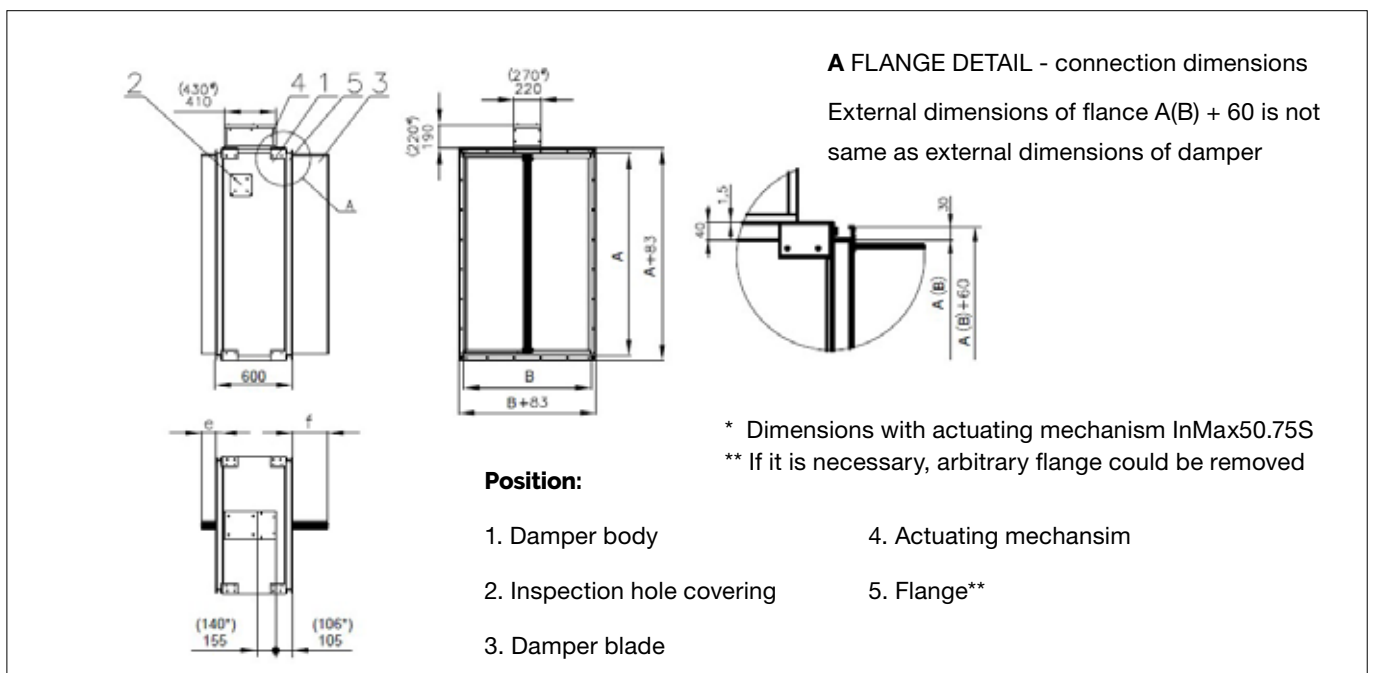 A FLANGE DETAIL - connection dimensions
External dimensions of flance A(B) + 60 is not
same as external dimensions of damper
2
(430*)
410
4
1
5
3
A
600
(270*)
220
(220*)
190
A
A+83
B
B+83
1,5
40
30
A (B)
A (B)+60
e
f
(140*)
155
(106*)
105
* Dimensions with actuating mechanism InMax50.75S
** If it is necessary, arbitrary flange could be removed
Position:
1. Damper body
2. Inspection hole covering
3. Damper blade
4. Actuating mechansim
5. Flange**